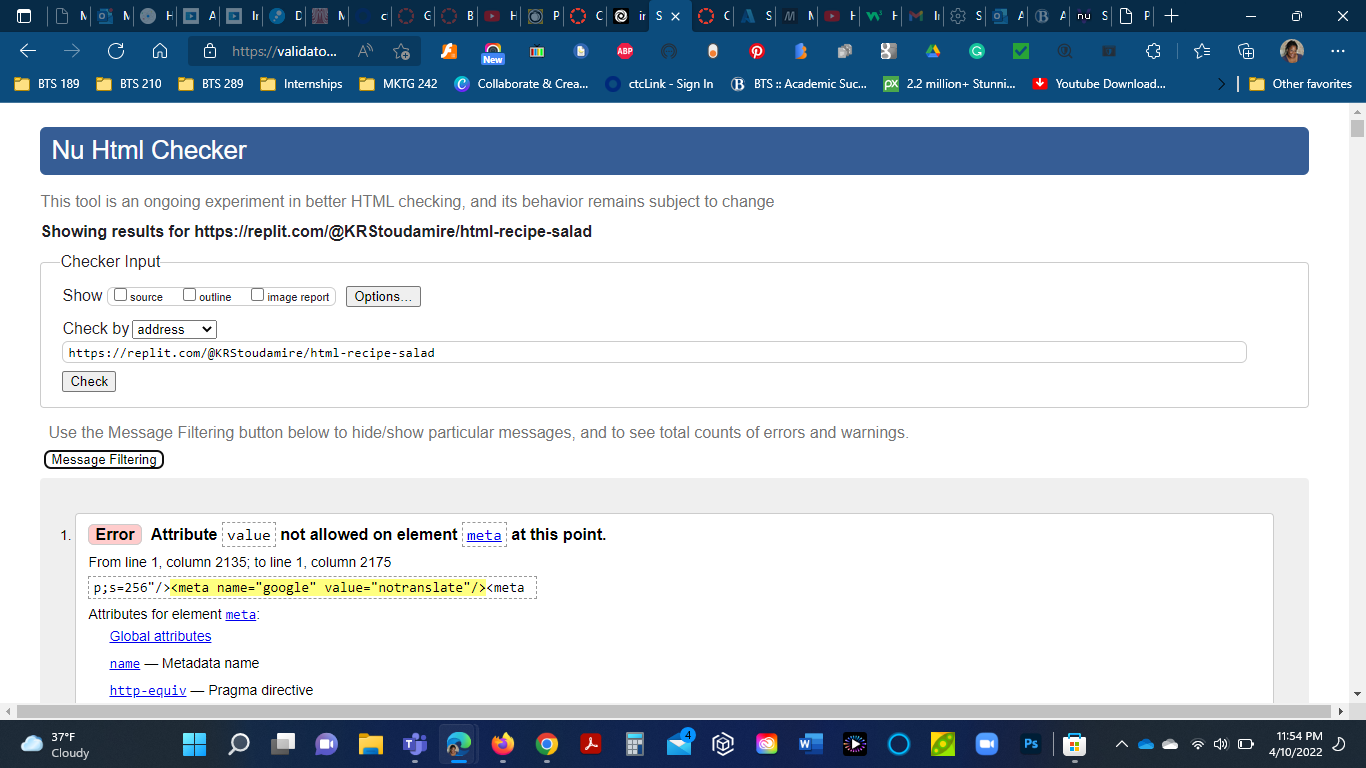 https://validato...
New
ABP
BTS 189 BTS 210 BTS 289 Internships MKTG 242 Collaborate & Crea... ctcLink - Sign In BTS :: Academic Suc... 2.2 million+ Stunni... Youtube Download... Other favorites
Nu Html Checker
This tool is an ongoing experiment in better HTML checking, and its behavior remains subject to change
Showing results for https://replit.com/@KRStoudamire/html-recipe-salad
Checker Input
Show source outline image report Options...
Check by address
https://replit.com/@KRStoudamire/html-recipe-salad
Check
Use the Message Filtering button below to hide/show particular messages, and to see total counts of errors and warnings.
Message Filtering
1. Error Attribute value not allowed on element meta at this point.
From line 1, column 2135; to line 1, column 2175
p;s=256"/><meta name="google" value="notranslate"/><meta
Attributes for element meta:
Global attributes
name — Metadata name
http-equiv — Pragma directive
37°F
Cloudy
4
Ps
11:54 PM
4/10/2022